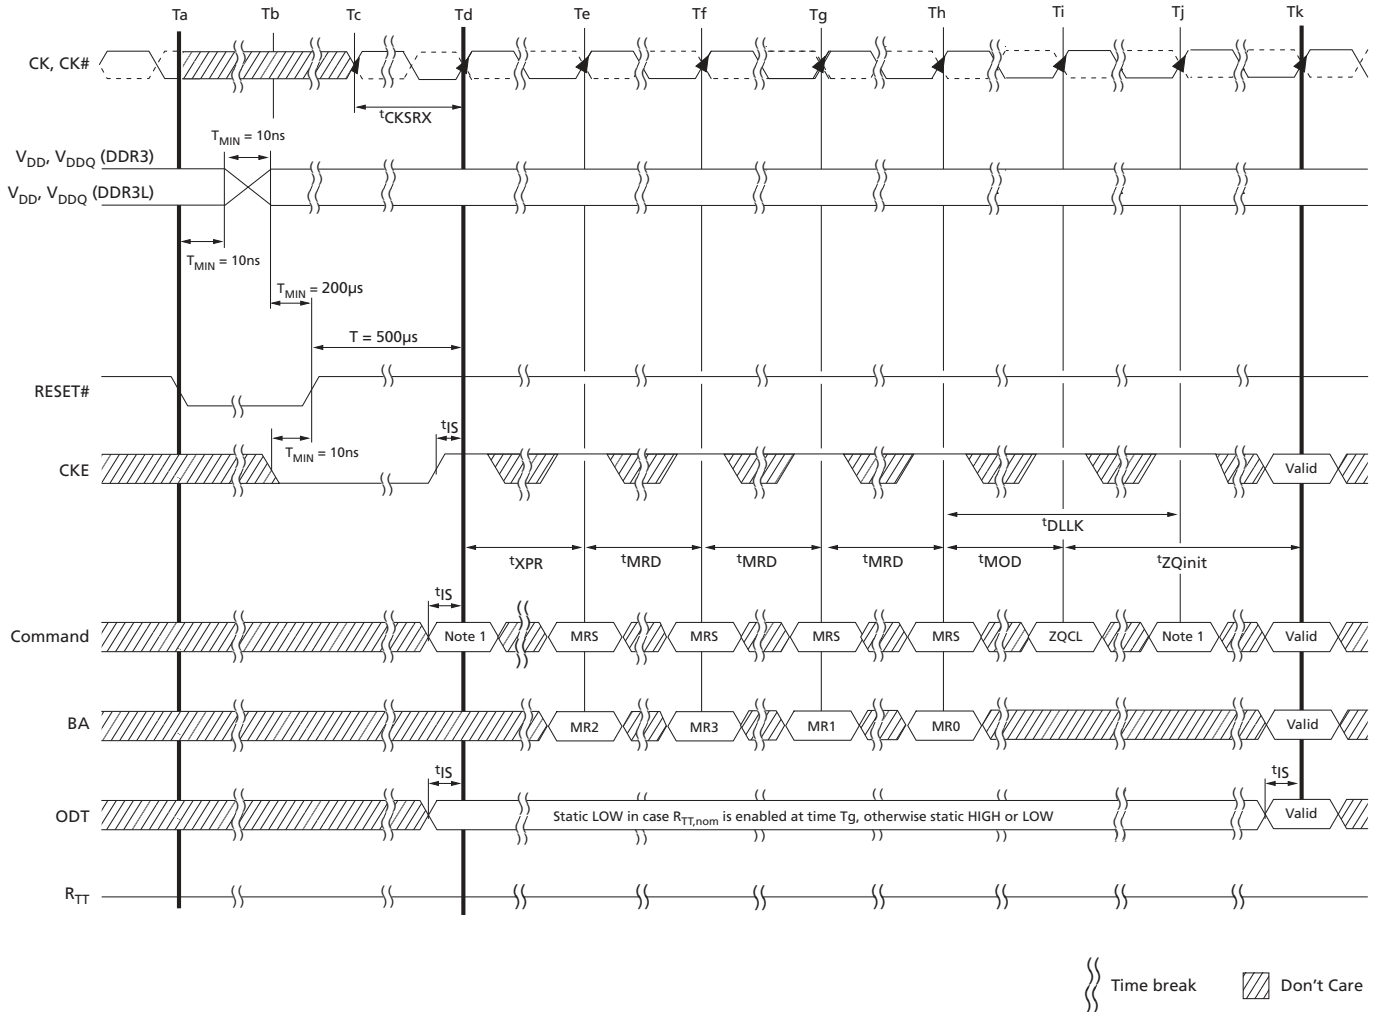 Ta Tb Tc Td Te Tf Tg Th Ti Tj Tk
CK, CK#
tCKSRX
TMIN = 10ns
VDD, VDDQ (DDR3)
VDD, VDDQ (DDR3L)
TMIN = 10ns
TMIN = 200µs
T = 500µs
RESET#
tIS
TMIN = 10ns
CKE
Valid
tDLLK
tXPR tMRD tMRD tMRD tMOD tZQinit
tIS
Command Note 1 MRS MRS MRS MRS ZQCL Note 1 Valid
BA MR2 MR3 MR1 MR0 Valid
tIS tIS
ODT Static LOW in case RTT,nom is enabled at time Tg, otherwise static HIGH or LOW Valid
RTT
Time break Don't Care